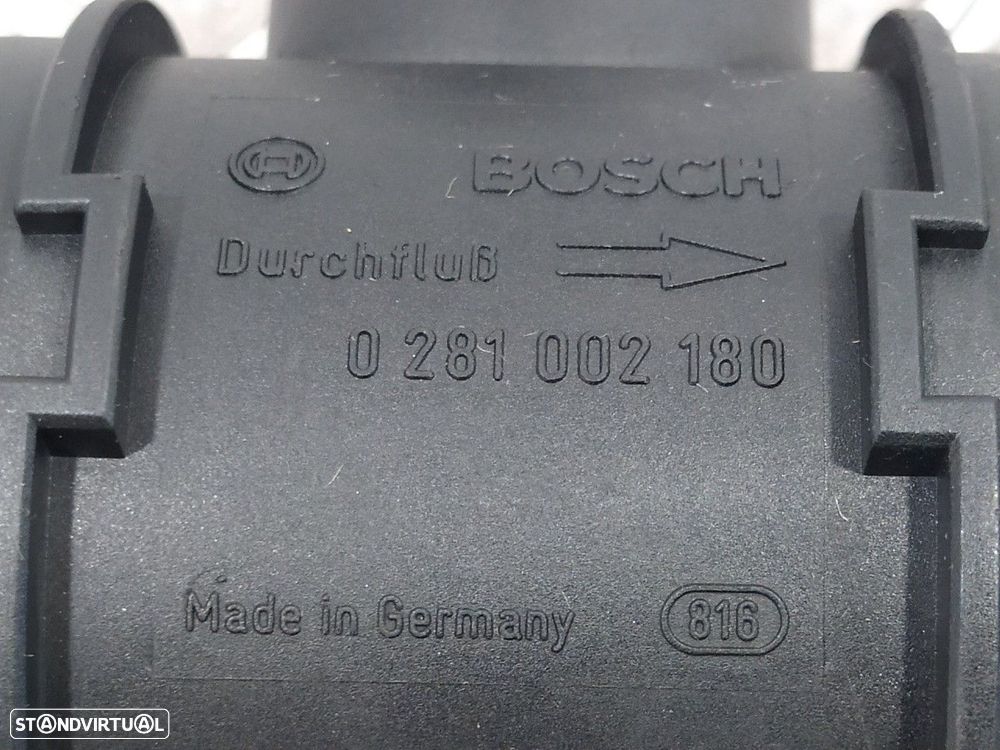 BOSCH
Durchfluß
0 281 002 180
Made in Germany 816
STANDVIRTUAL